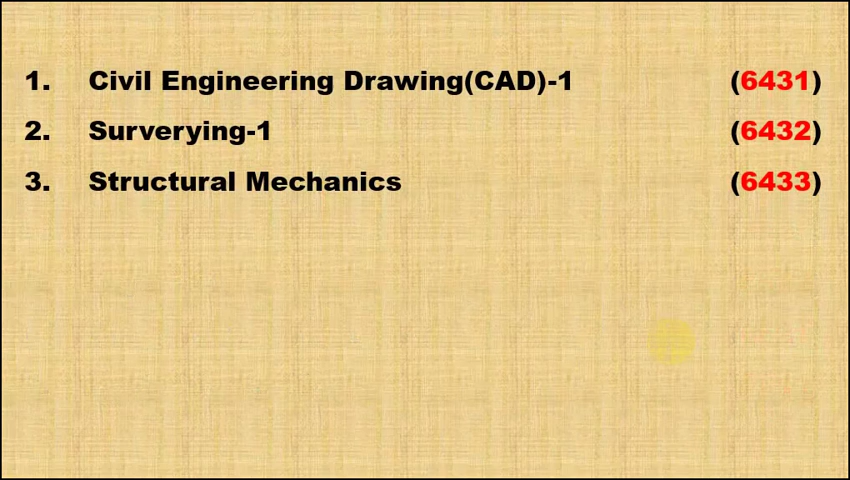 1. Civil Engineering Drawing(CAD)-1 (6431)
2. Surverying-1 (6432)
3. Structural Mechanics (6433)